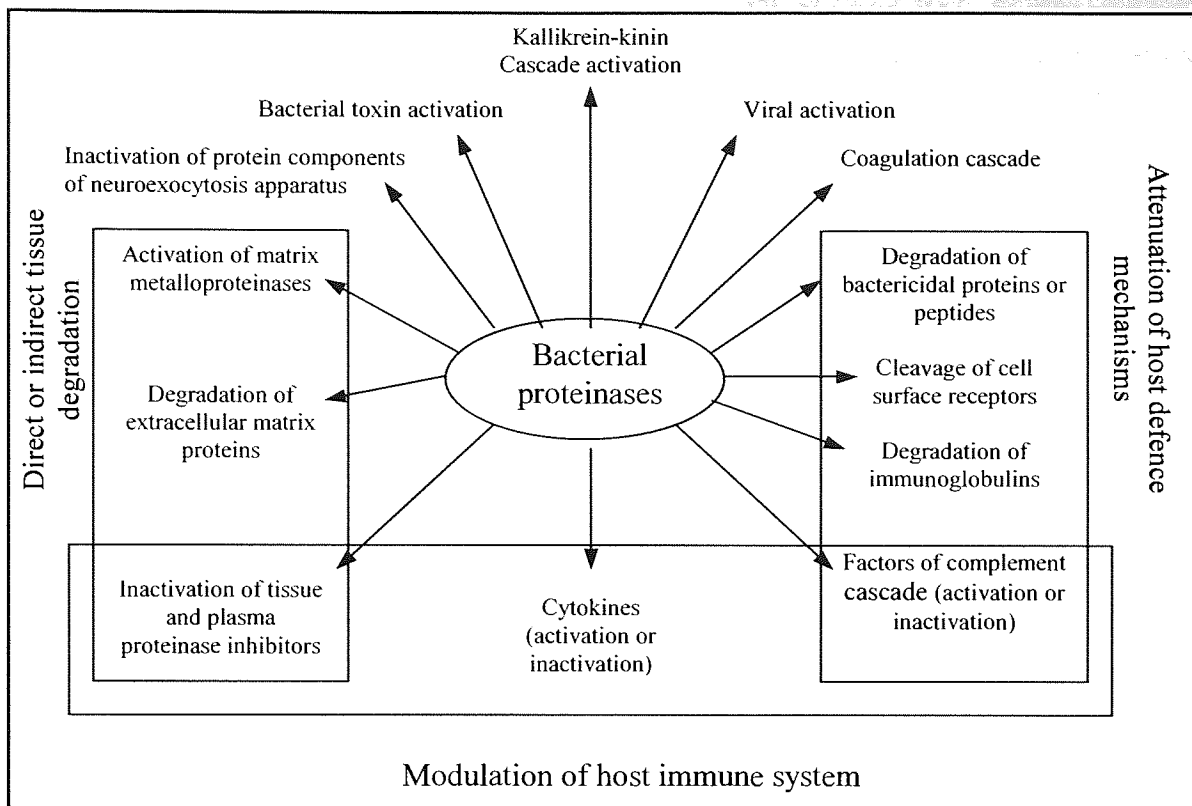 Kallikrein-kinin
Cascade activation
Bacterial toxin activation
Viral activation
Inactivation of protein components
of neuroexocytosis apparatus
Coagulation cascade
Direct or indirect tissue
degradation
Activation of matrix
metalloproteinases
Degradation of
extracellular matrix
proteins
Bacterial
proteinases
Degradation of
bactericidal proteins or
peptides
Cleavage of cell
surface receptors
Degradation of
immunoglobulins
Attenuation of host defence
mechanisms
Inactivation of tissue
and plasma
proteinase inhibitors
Cytokines
(activation or
inactivation)
Factors of complement
cascade (activation or
inactivation)
Modulation of host immune system